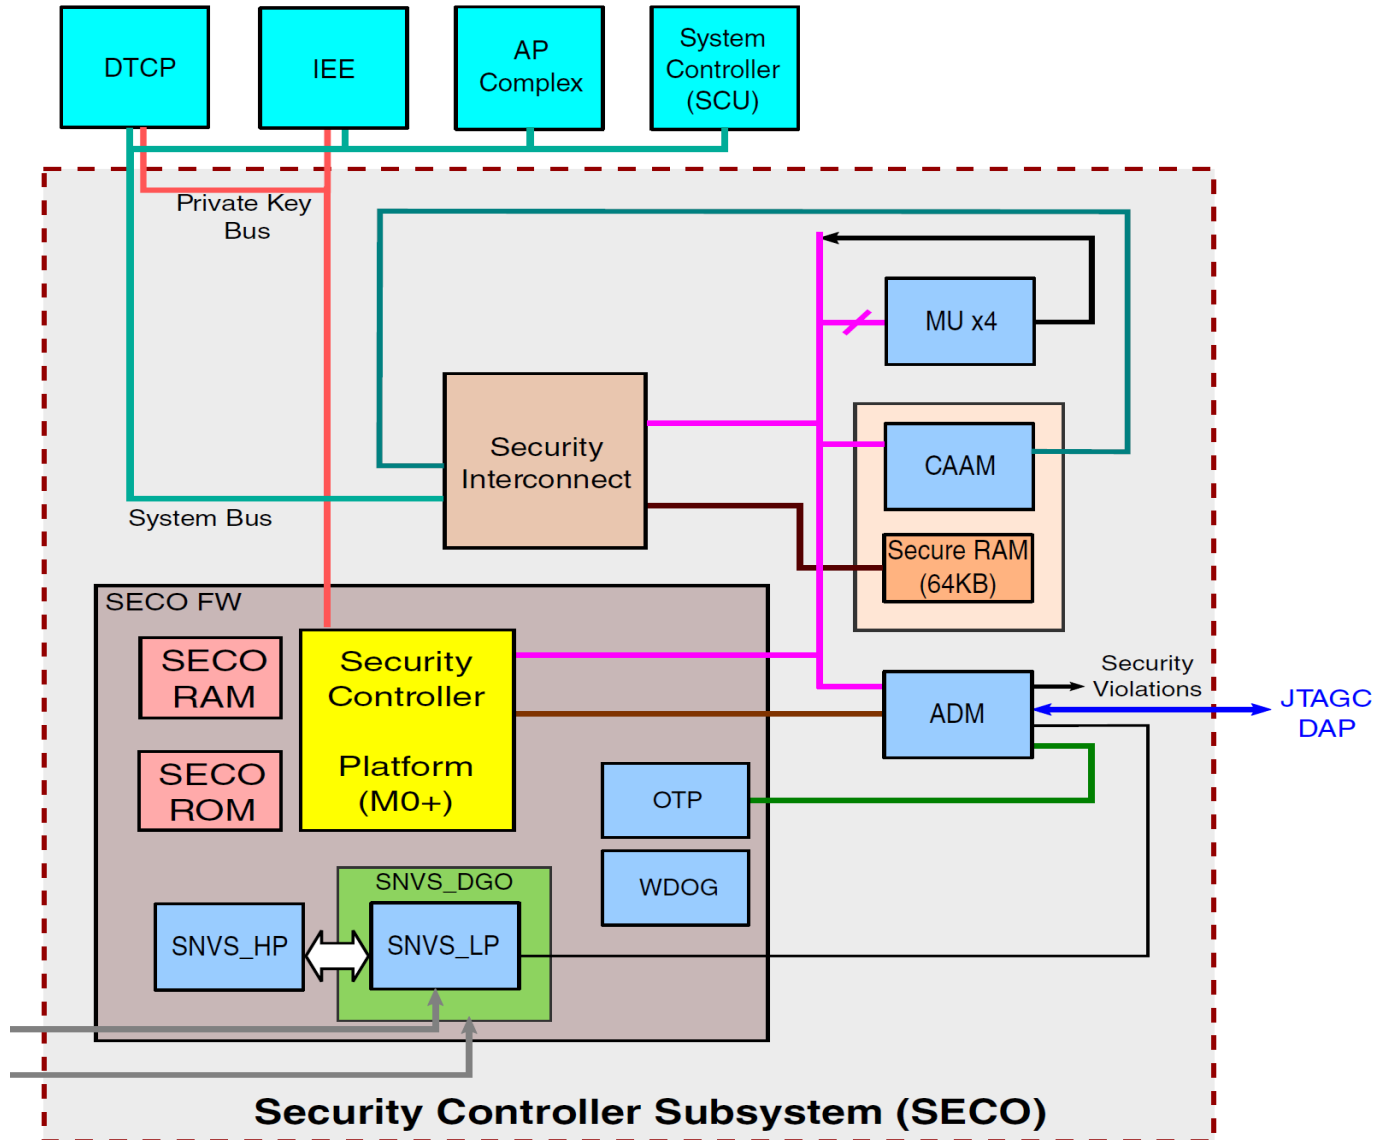 DTCP
IEE
AP
Complex
System
Controller
(SCU)
Private Key
Bus
MU x4
Security
Interconnect
CAAM
System Bus
Secure RAM
(64KB)
SECO FW
SECO
RAM
Security
Controller
Platform
(M0+)
SECO
ROM
Security
Violations
ADM
JTAGC
DAP
OTP
WDOG
SNVS_DGO
SNVS_HP
SNVS_LP
Security Controller Subsystem (SECO)